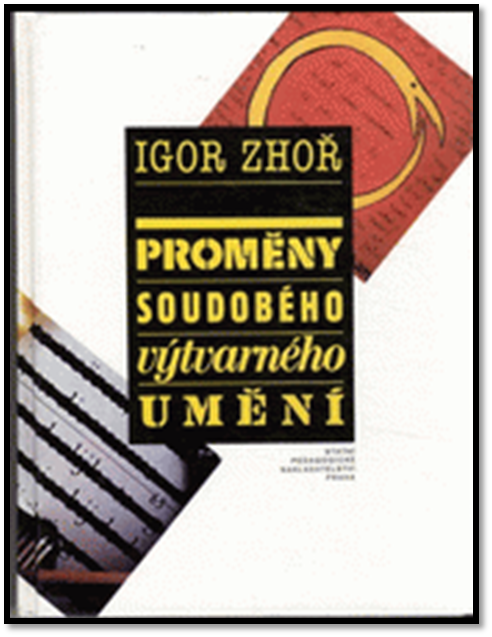 IGOR ZHOŘ
PROMĚNY
SOUDOBÉHO
výtvarného
UMĚNÍ
STÁTNÍ
PEDAGOGICKÉ
NAKLADATELSTVÍ
PRAHA